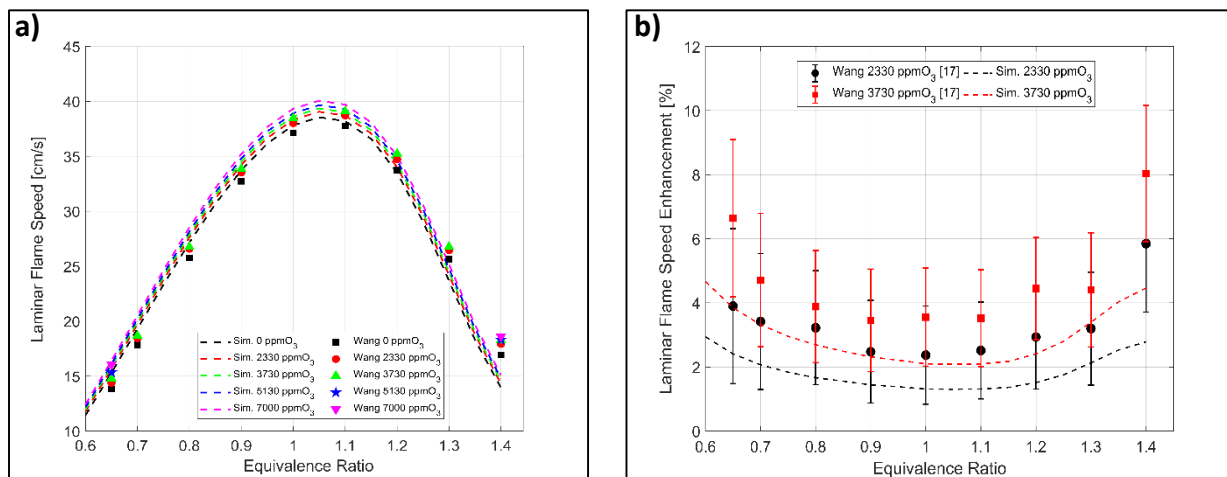 a)
Laminar Flame Speed [cm/s]
45
40
35
30
25
20
15
10
Sim. 0 ppmO3
Sim. 2330 ppmO3
Sim. 3730 ppmO3
Sim. 5130 ppmO3
Sim. 7000 ppmO3
Wang 0 ppmO3
Wang 2330 ppmO3
Wang 3730 ppmO3
Wang 5130 ppmO3
Wang 7000 ppmO3
0.6 0.7 0.8 0.9 1 1.1 1.2 1.3 1.4
Equivalence Ratio
b)
Laminar Flame Speed Enhancement [%]
12
10
8
6
4
2
0
Wang 2330 ppmO3 [17]
Wang 3730 ppmO3 [17]
Sim. 2330 ppmO3
Sim. 3730 ppmO3
0.6 0.7 0.8 0.9 1 1.1 1.2 1.3 1.4
Equivalence Ratio